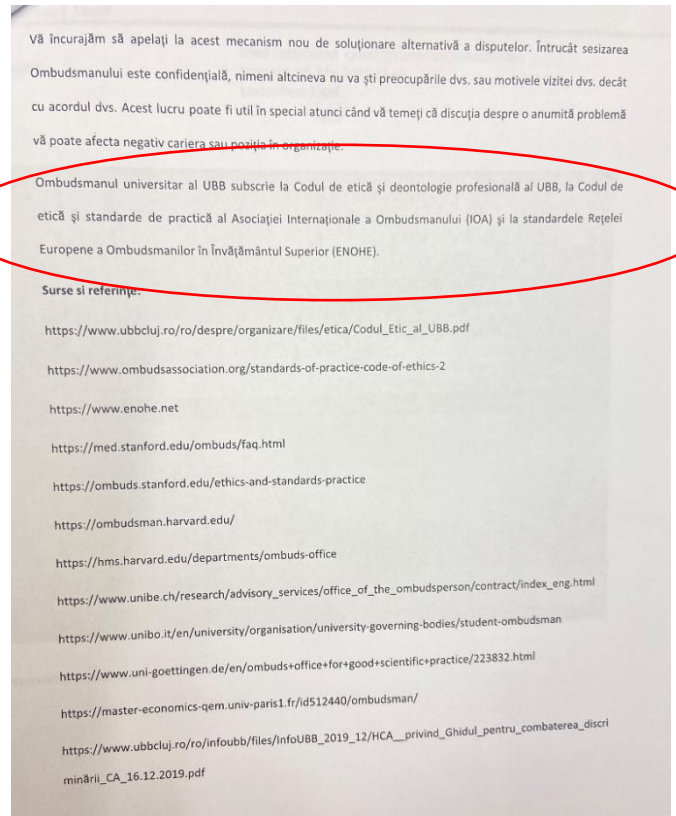 Vă încurajăm să apelați la acest mecanism nou de soluționare alternativă a disputelor. Întrucât sesizarea
Ombudsmanului este confidențială, nimeni altcineva nu va ști preocupările dvs. sau motivele vizitei dvs. decât
cu acordul dvs. Acest lucru poate fi util în special atunci când vă temeți că discuția despre o anumită problemă
vă poate afecta negativ cariera sau poziția în organizație.
Ombudsmanul universitar al UBB subscrie la Codul de etică și deontologie profesională al UBB, la Codul de
etică și standarde de practică al Asociației Internaționale a Ombudsmanului (IOA) și la standardele Rețelei
Europene a Ombudsmanilor în Învățământul Superior (ENOHE).
Surse si referințe:
https://www.ubbcluj.ro/ro/despre/organizare/files/etica/Codul_Etic_al_UBB.pdf
https://www.ombudsassociation.org/standards-of-practice-code-of-ethics-2
https://www.enohe.net
https://med.stanford.edu/ombuds/faq.html
https://ombuds.stanford.edu/ethics-and-standards-practice
https://ombudsman.harvard.edu/
https://hms.harvard.edu/departments/ombuds-office
https://www.unibe.ch/research/advisory_services/office_of_the_ombudsperson/contract/index_eng.html
https://www.unibo.it/en/university/organisation/university-governing-bodies/student-ombudsman
https://www.uni-goettingen.de/en/ombuds+office+for+good+scientific+practice/223832.html
https://master-economics-qem.univ-paris1.fr/id512440/ombudsman/
https://www.ubbcluj.ro/ro/infoubb/files/InfoUBB_2019_12/HCA__privind_Ghidul_pentru_combaterea_discri
minării_CA_16.12.2019.pdf